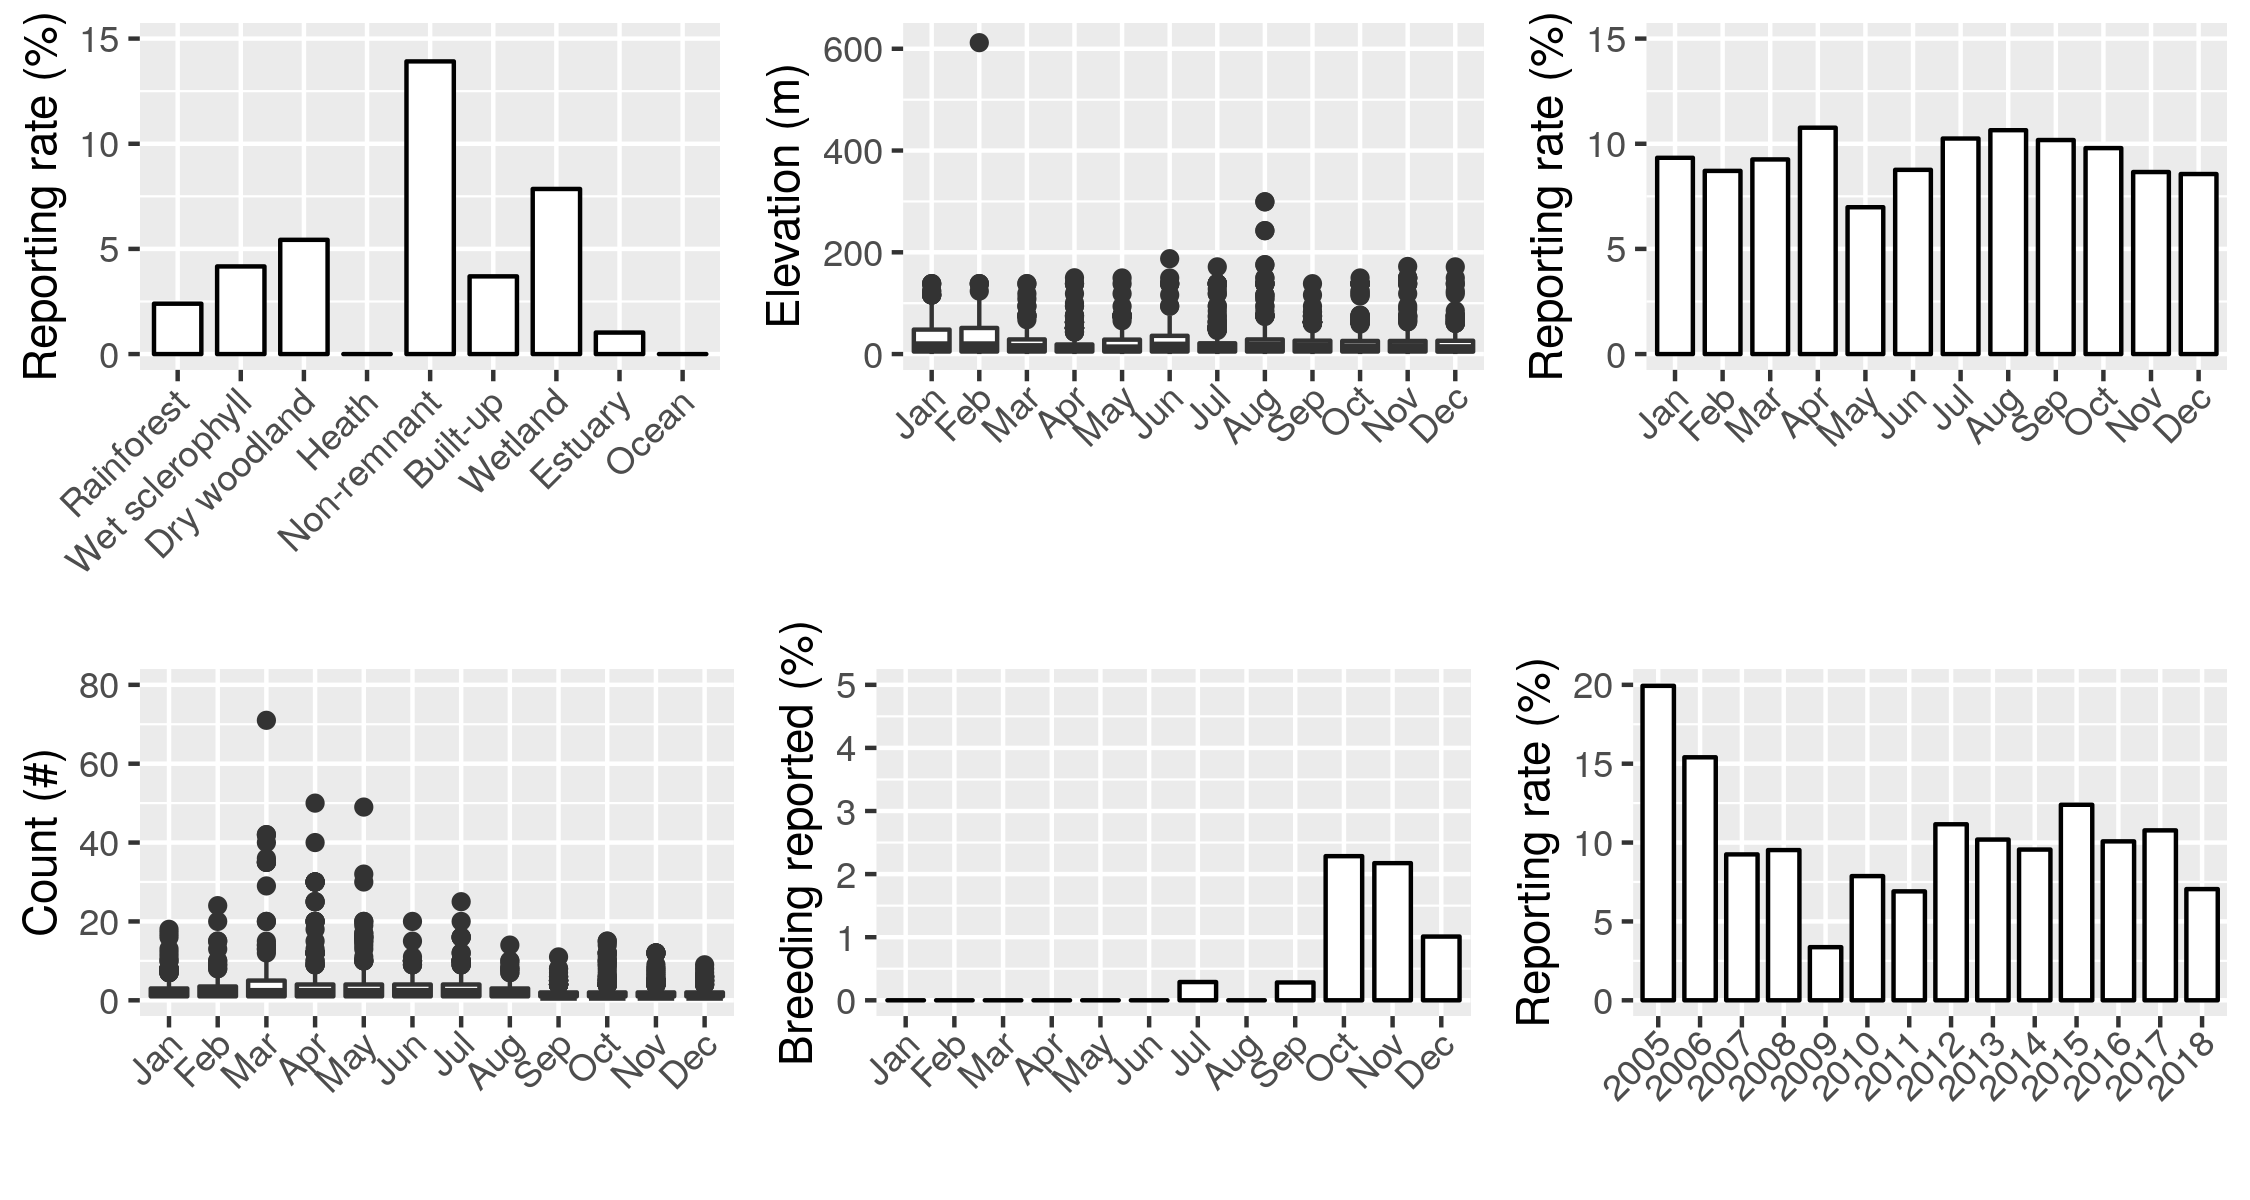 Reporting rate (%)
15
10
5
0
Rainforest
Wet sclerophyll
Dry woodland
Heath
Non-remnant
Built-up
Wetland
Estuary
Ocean
Elevation (m)
600
400
200
0
Jan
Feb
Mar
Apr
May
Jun
Jul
Aug
Sep
Oct
Nov
Dec
Reporting rate (%)
15
10
5
0
Jan
Feb
Mar
Apr
May
Jun
Jul
Aug
Sep
Oct
Nov
Dec
Count (#)
80
60
40
20
0
Jan
Feb
Mar
Apr
May
Jun
Jul
Aug
Sep
Oct
Nov
Dec
Breeding reported (%)
5
4
3
2
1
0
Jan
Feb
Mar
Apr
May
Jun
Jul
Aug
Sep
Oct
Nov
Dec
Reporting rate (%)
20
15
10
5
0
2005
2006
2007
2008
2009
2010
2011
2012
2013
2014
2015
2016
2017
2018